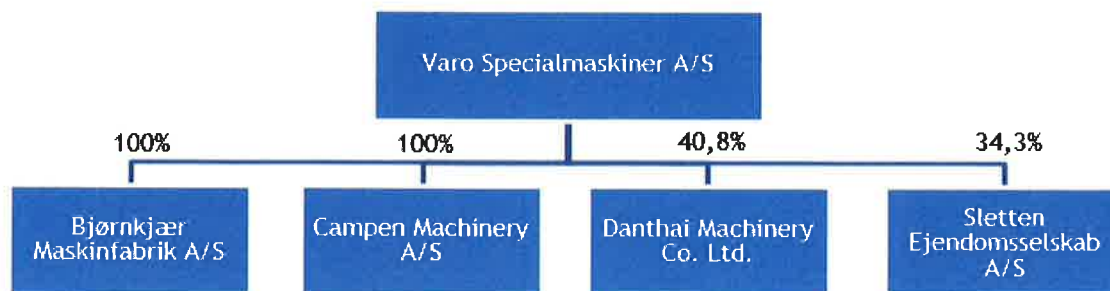 Varo Specialmaskiner A/S
100%
100%
40,8%
34,3%
Bjørnkjær
Maskinfabrik A/S
Campen Machinery
A/S
Danthai Machinery
Co. Ltd.
Sletten
Ejendomsselskab
A/S